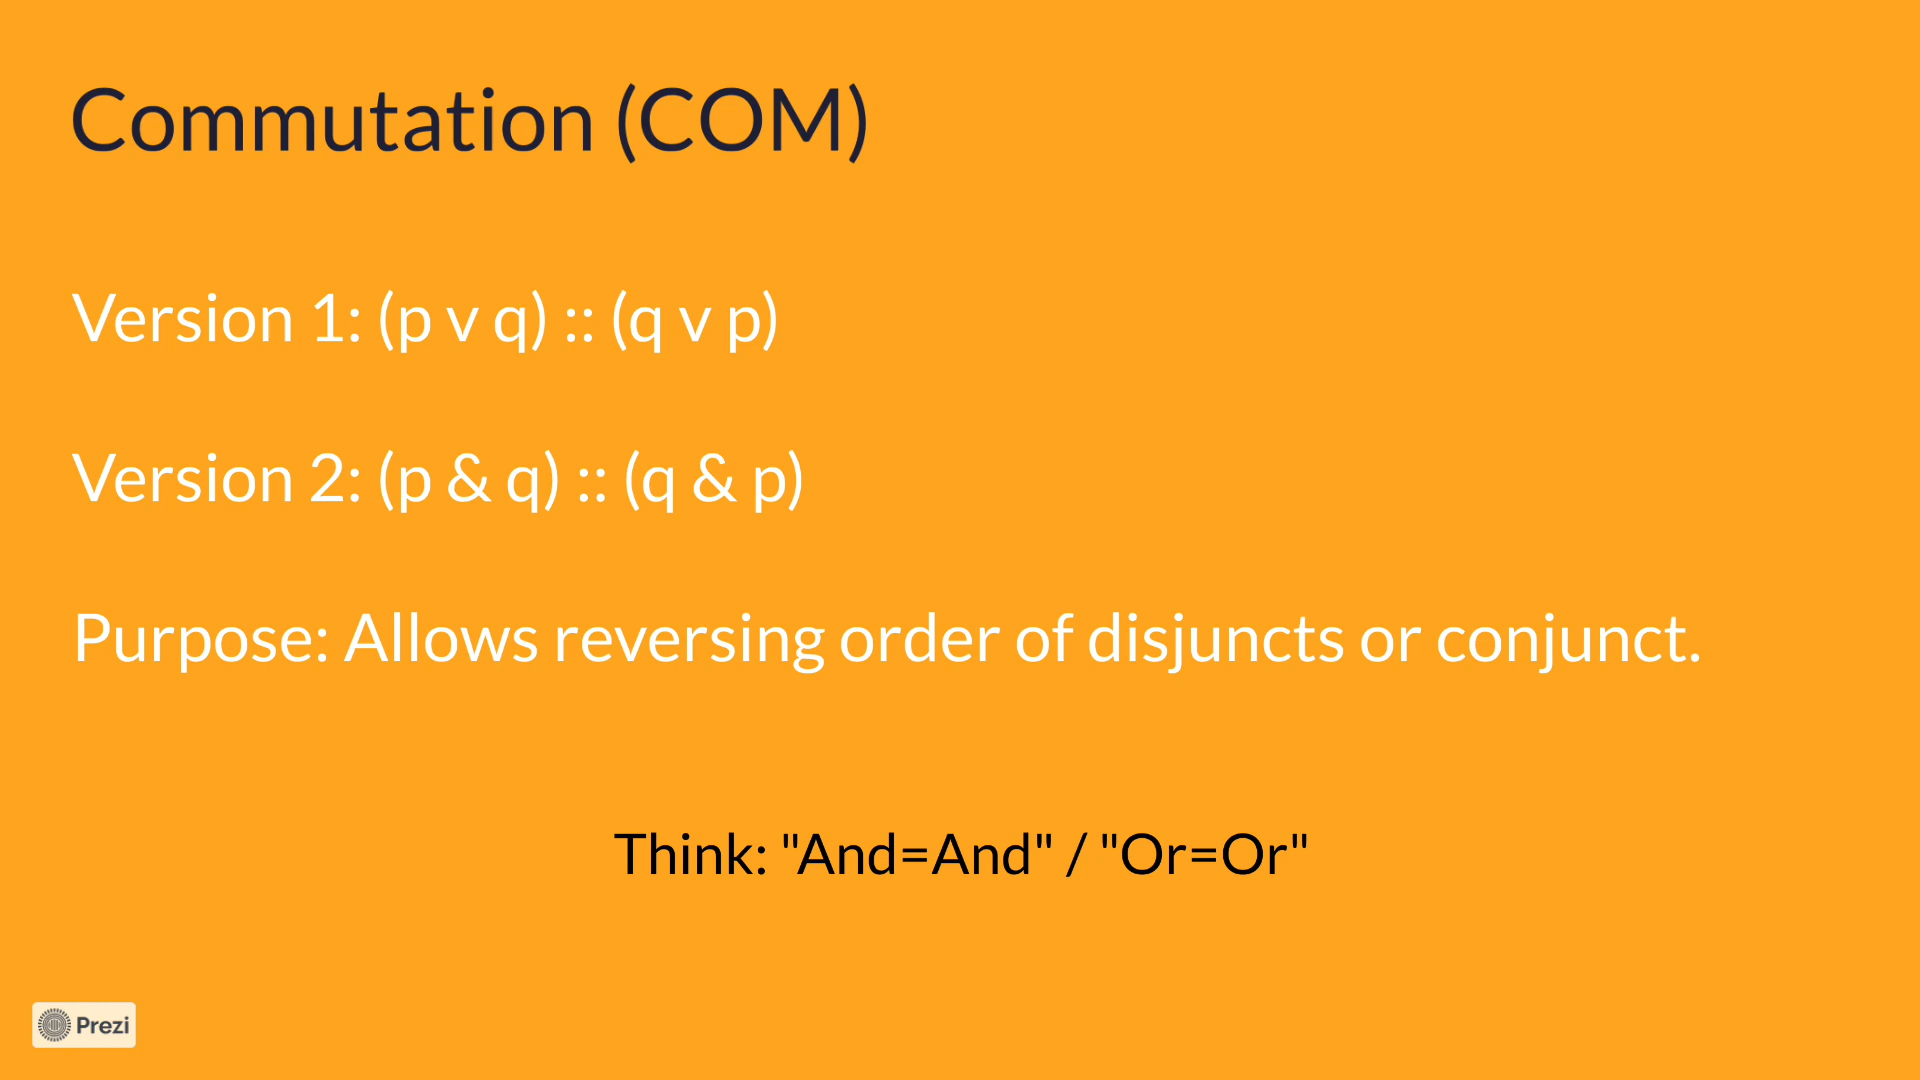 Commutation (COM)
Version 1: (p v q) :: (q v p)
Version 2: (p & q) :: (q & p)
Purpose: Allows reversing order of disjuncts or conjunct.
Think: "And=And" / "Or=Or"
Prezi